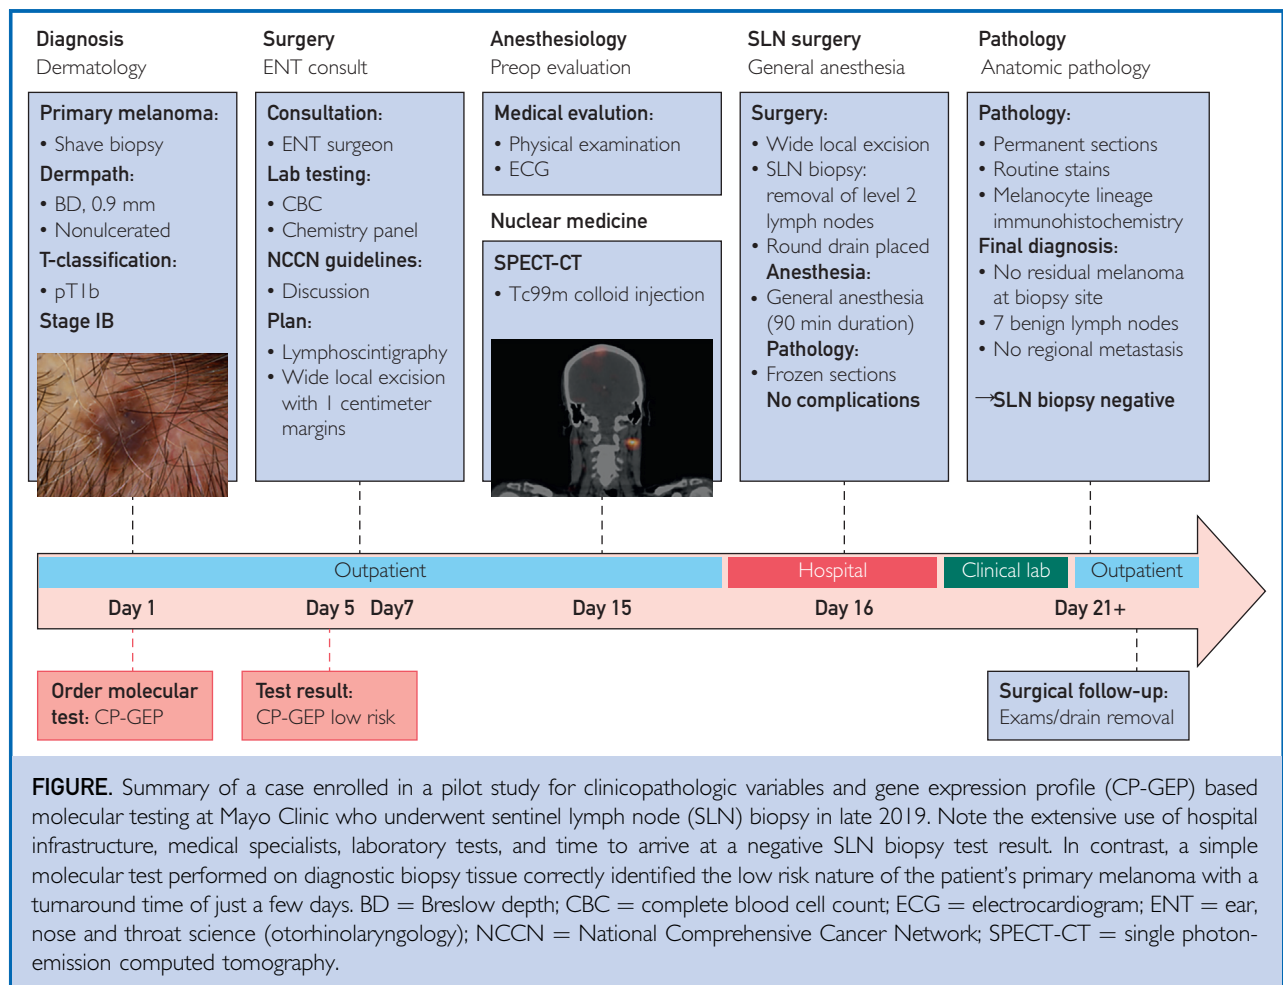 Diagnosis
Dermatology
Primary melanoma:
• Shave biopsy
Dermpath:
• BD, 0.9 mm
• Nonulcerated
T-classification:
• pT1b
Stage IB
Surgery
ENT consult
Consultation:
• ENT surgeon
Lab testing:
• CBC
• Chemistry panel
NCCN guidelines:
• Discussion
Plan:
• Lymphoscintigraphy
• Wide local excision
with 1 centimeter
margins
Anesthesiology
Preop evaluation
Medical evalution:
• Physical examination
• ECG
Nuclear medicine
SPECT-CT
• Tc99m colloid injection
SLN surgery
General anesthesia
Surgery:
• Wide local excision
• SLN biopsy:
removal of level 2
lymph nodes
• Round drain placed
Anesthesia:
• General anesthesia
(90 min duration)
Pathology:
• Frozen sections
No complications
Pathology
Anatomic pathology
Pathology:
• Permanent sections
• Routine stains
• Melanocyte lineage
immunohistochemistry
Final diagnosis:
• No residual melanoma
at biopsy site
• 7 benign lymph nodes
• No regional metastasis
→SLN biopsy negative
Outpatient
Hospital
Clinical lab
Outpatient
Day 1
Day 5
Day7
Day 15
Day 16
Day 21+
Order molecular
test: CP-GEP
Test result:
CP-GEP low risk
Surgical follow-up:
Exams/drain removal
FIGURE. Summary of a case enrolled in a pilot study for clinicopathologic variables and gene expression profile (CP-GEP) based
molecular testing at Mayo Clinic who underwent sentinel lymph node (SLN) biopsy in late 2019. Note the extensive use of hospital
infrastructure, medical specialists, laboratory tests, and time to arrive at a negative SLN biopsy test result. In contrast, a simple
molecular test performed on diagnostic biopsy tissue correctly identified the low risk nature of the patient's primary melanoma with a
turnaround time of just a few days. BD = Breslow depth; CBC = complete blood cell count; ECG = electrocardiogram; ENT = ear,
nose and throat science (otorhinolaryngology); NCCN = National Comprehensive Cancer Network; SPECT-CT = single photon-
emission computed tomography.